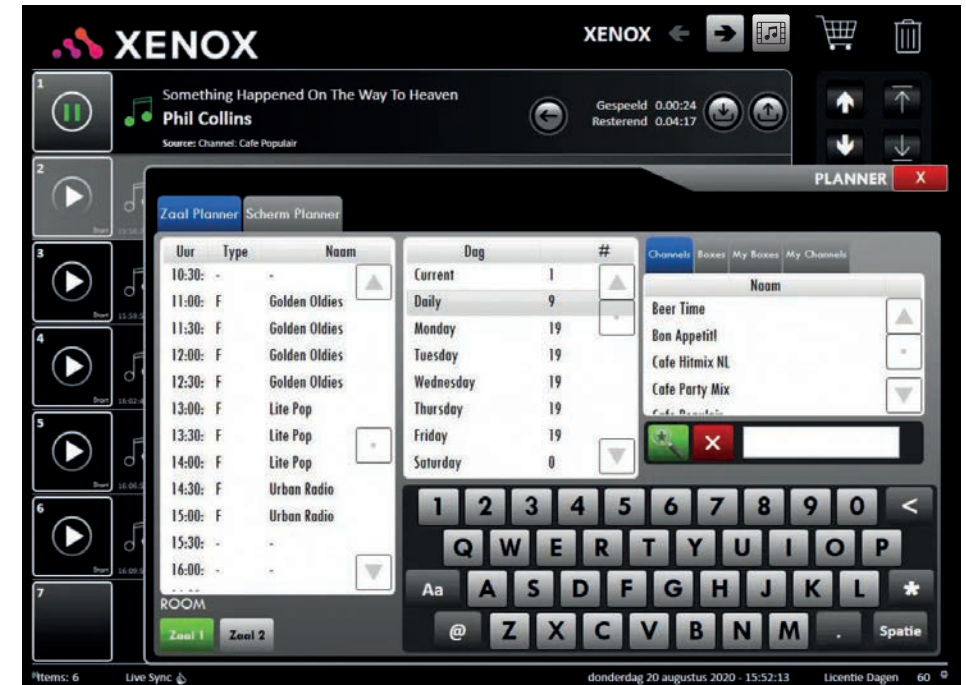 XENOX
XENOX
1
Something Happened On The Way To Heaven
Phil Collins
Source: Channel: Cafe Populair
Gespeeld 0.00:24
Resterend 0.04:17
2
PLANNER X
Zaal Planner Scherm Planner
Uur Type Naam
10:30: - -
11:00: F Golden Oldies
11:30: F Golden Oldies
12:00: F Golden Oldies
12:30: F Golden Oldies
13:00: F Lite Pop
13:30: F Lite Pop
14:00: F Lite Pop
14:30: F Urban Radio
15:00: F Urban Radio
15:30: - -
16:00: - -
Dag #
Current 1
Daily 9
Monday 19
Tuesday 19
Wednesday 19
Thursday 19
Friday 19
Saturday 0
Channels Boxes My Boxes My Channels
Naam
Beer Time
Bon Appetit!
Cafe Hitmix NL
Cafe Party Mix
3
4
5
6
7
1 2 3 4 5 6 7 8 9 0 <
Q W E R T Y U I O P
Aa A S D F G H J K L *
@ Z X C V B N M . Spatie
ROOM
Zaal 1 Zaal 2
Items: 6 Live Sync donderdag 20 augustus 2020 - 15:52:13 Licentie Dagen 60